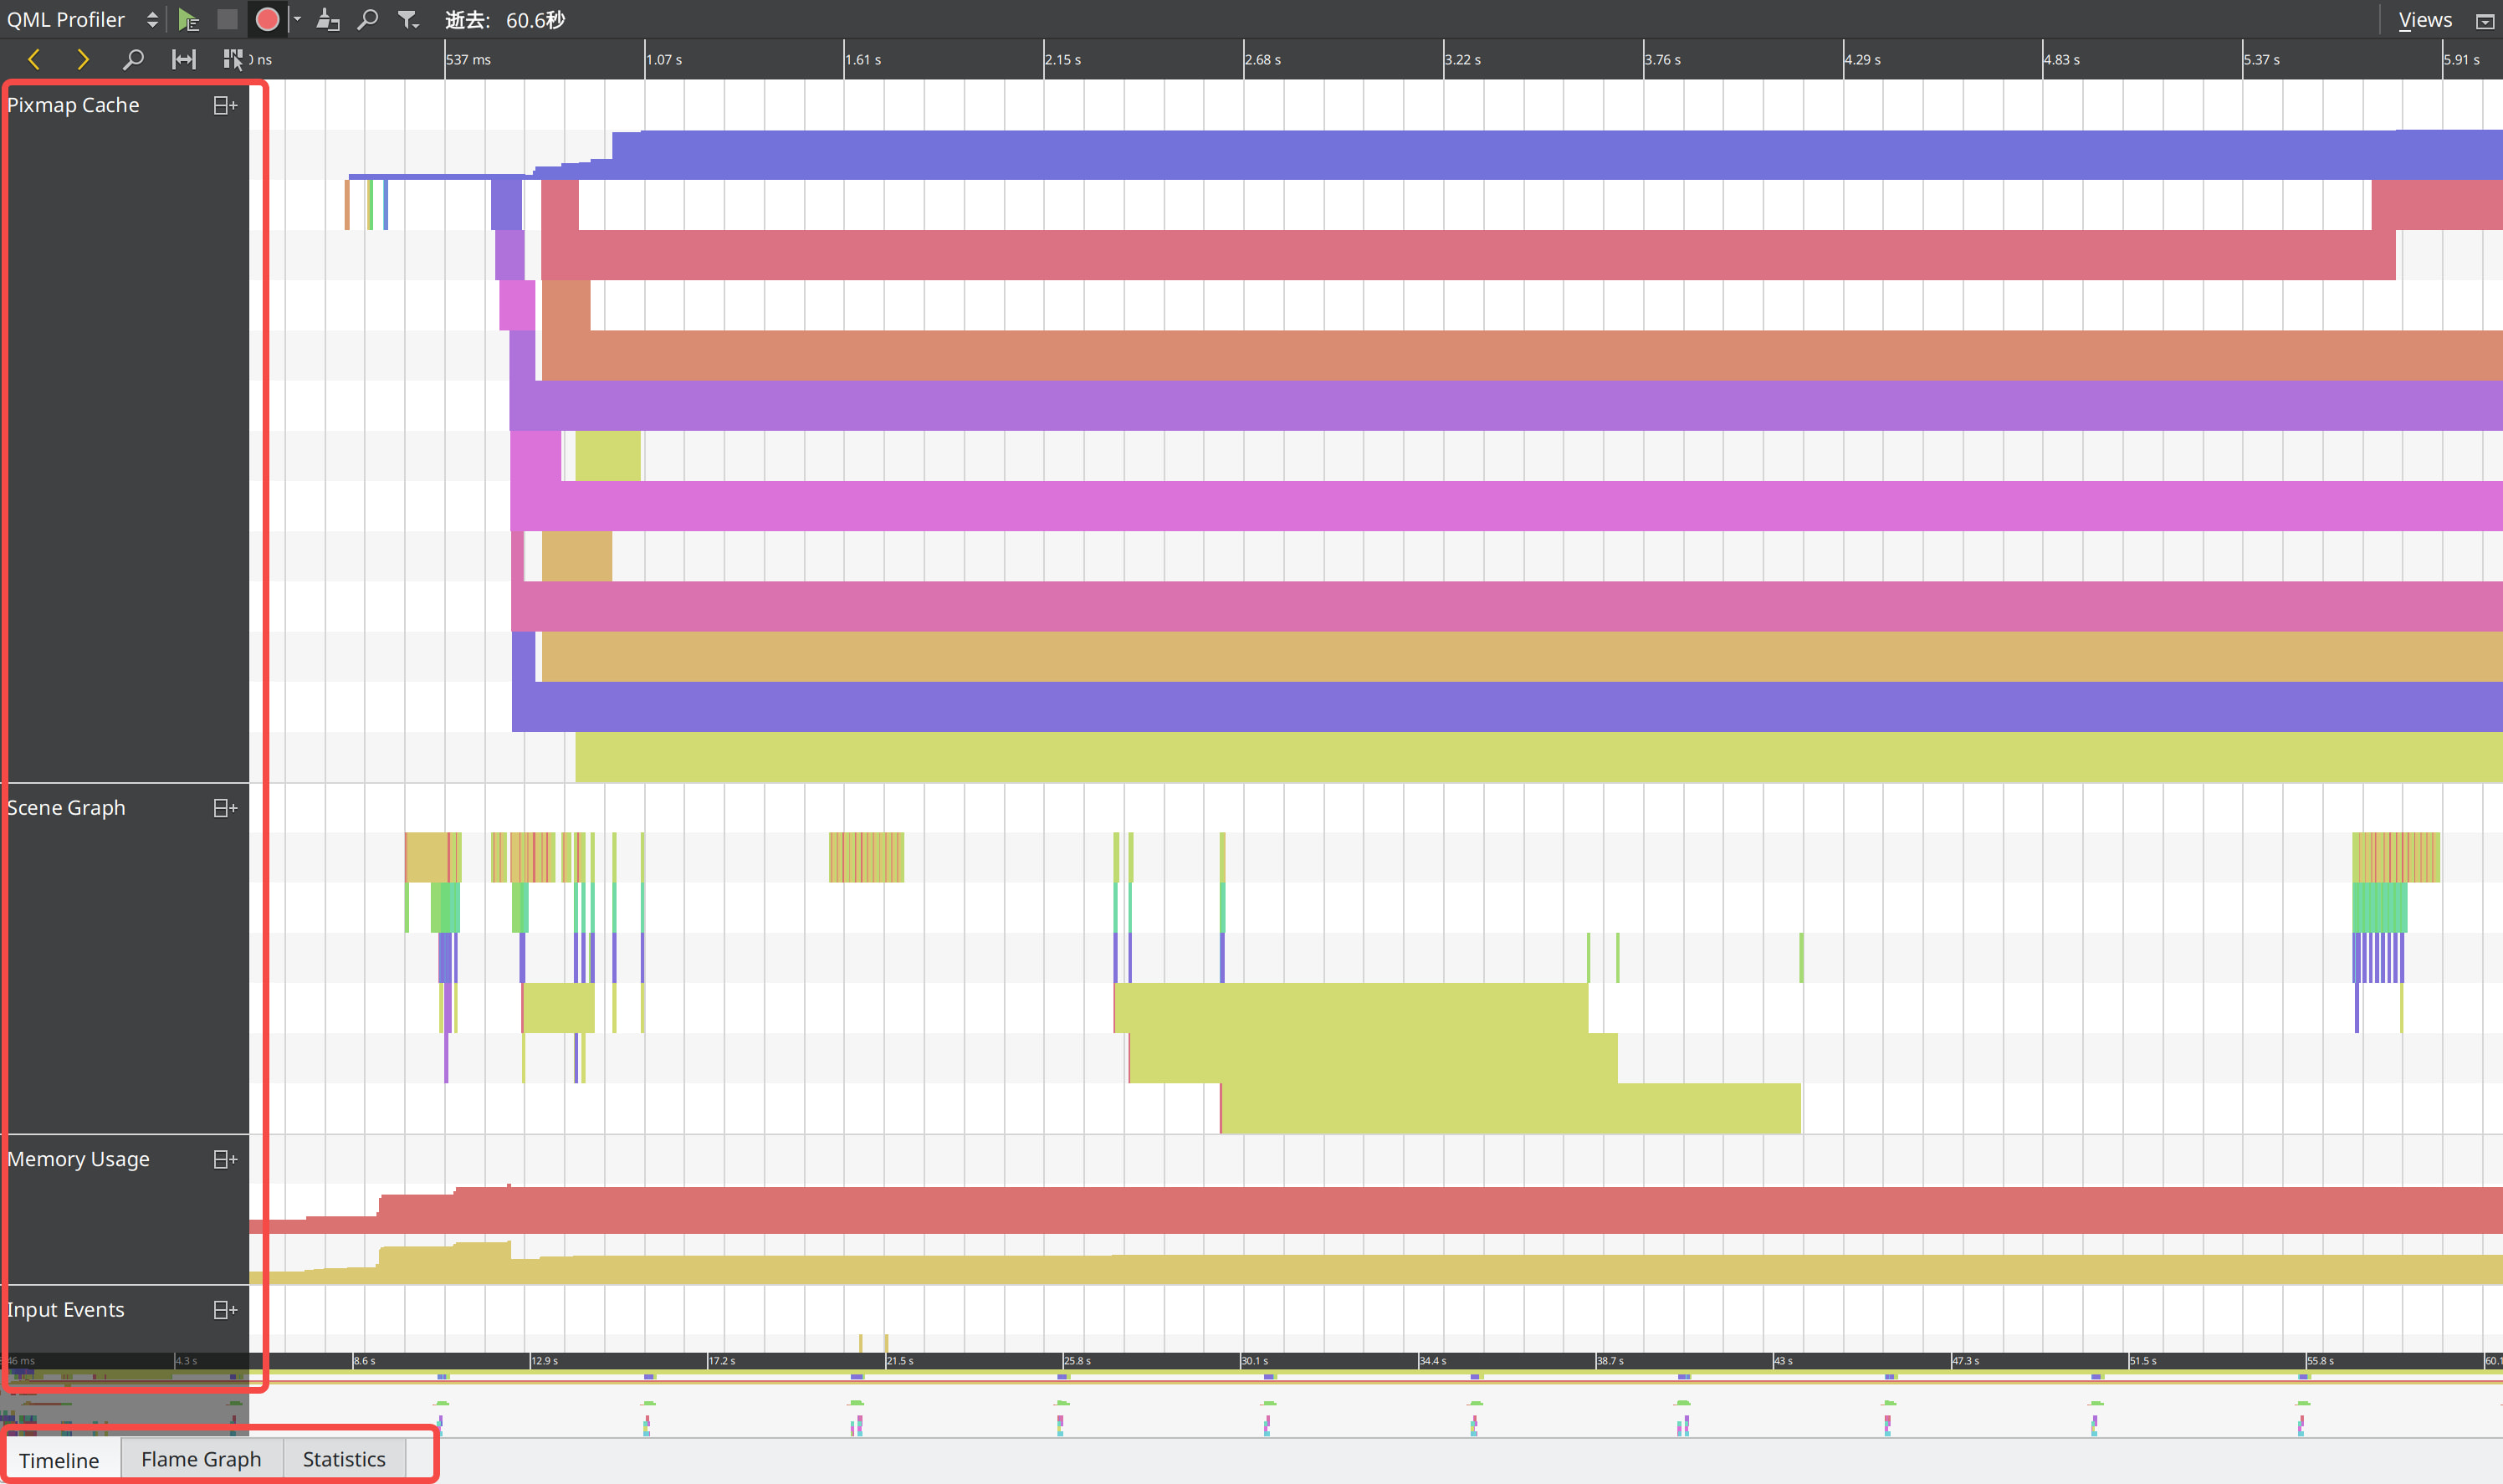 QML Profiler 逝去: 60.6秒 Views
0 ns 537 ms 1.07 s 1.61 s 2.15 s 2.68 s 3.22 s 3.76 s 4.29 s 4.83 s 5.37 s 5.91 s
Pixmap Cache
Scene Graph
Memory Usage
Input Events
4.3 s 8.6 s 12.9 s 17.2 s 21.5 s 25.8 s 30.1 s 34.4 s 38.7 s 43 s 47.3 s 51.5 s 55.8 s 60.1
Timeline Flame Graph Statistics